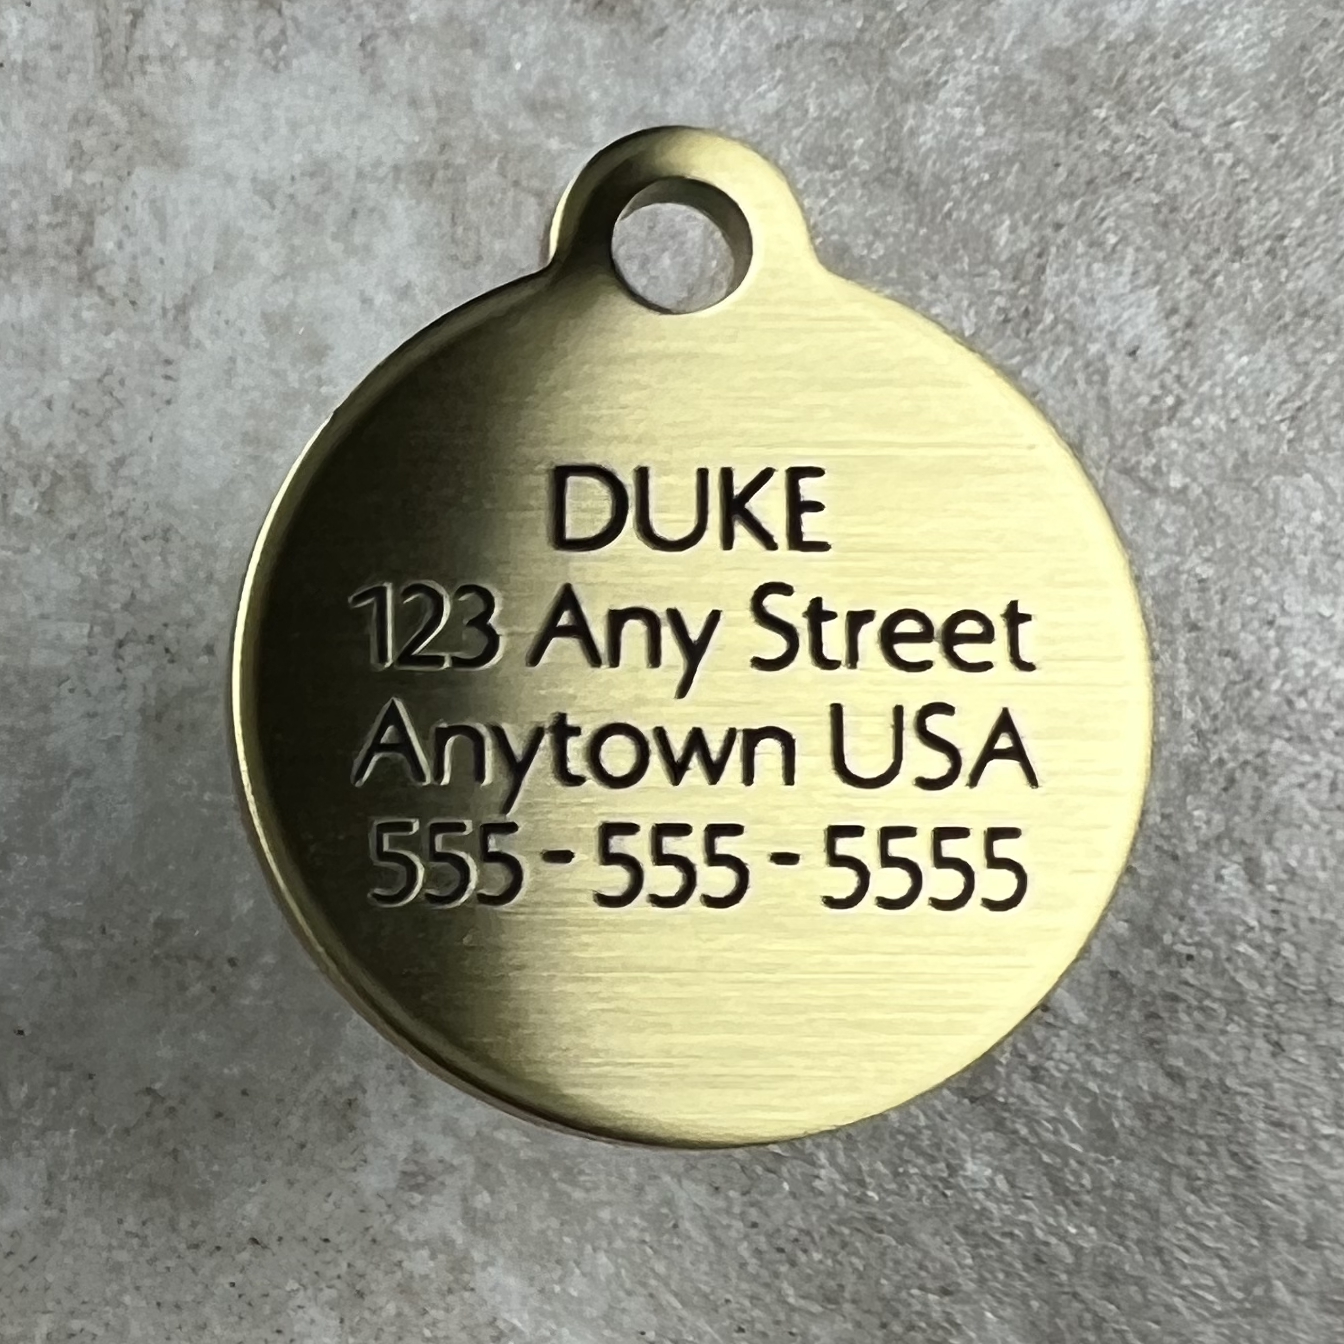 DUKE
123 Any Street
Anytown USA
555-555-5555